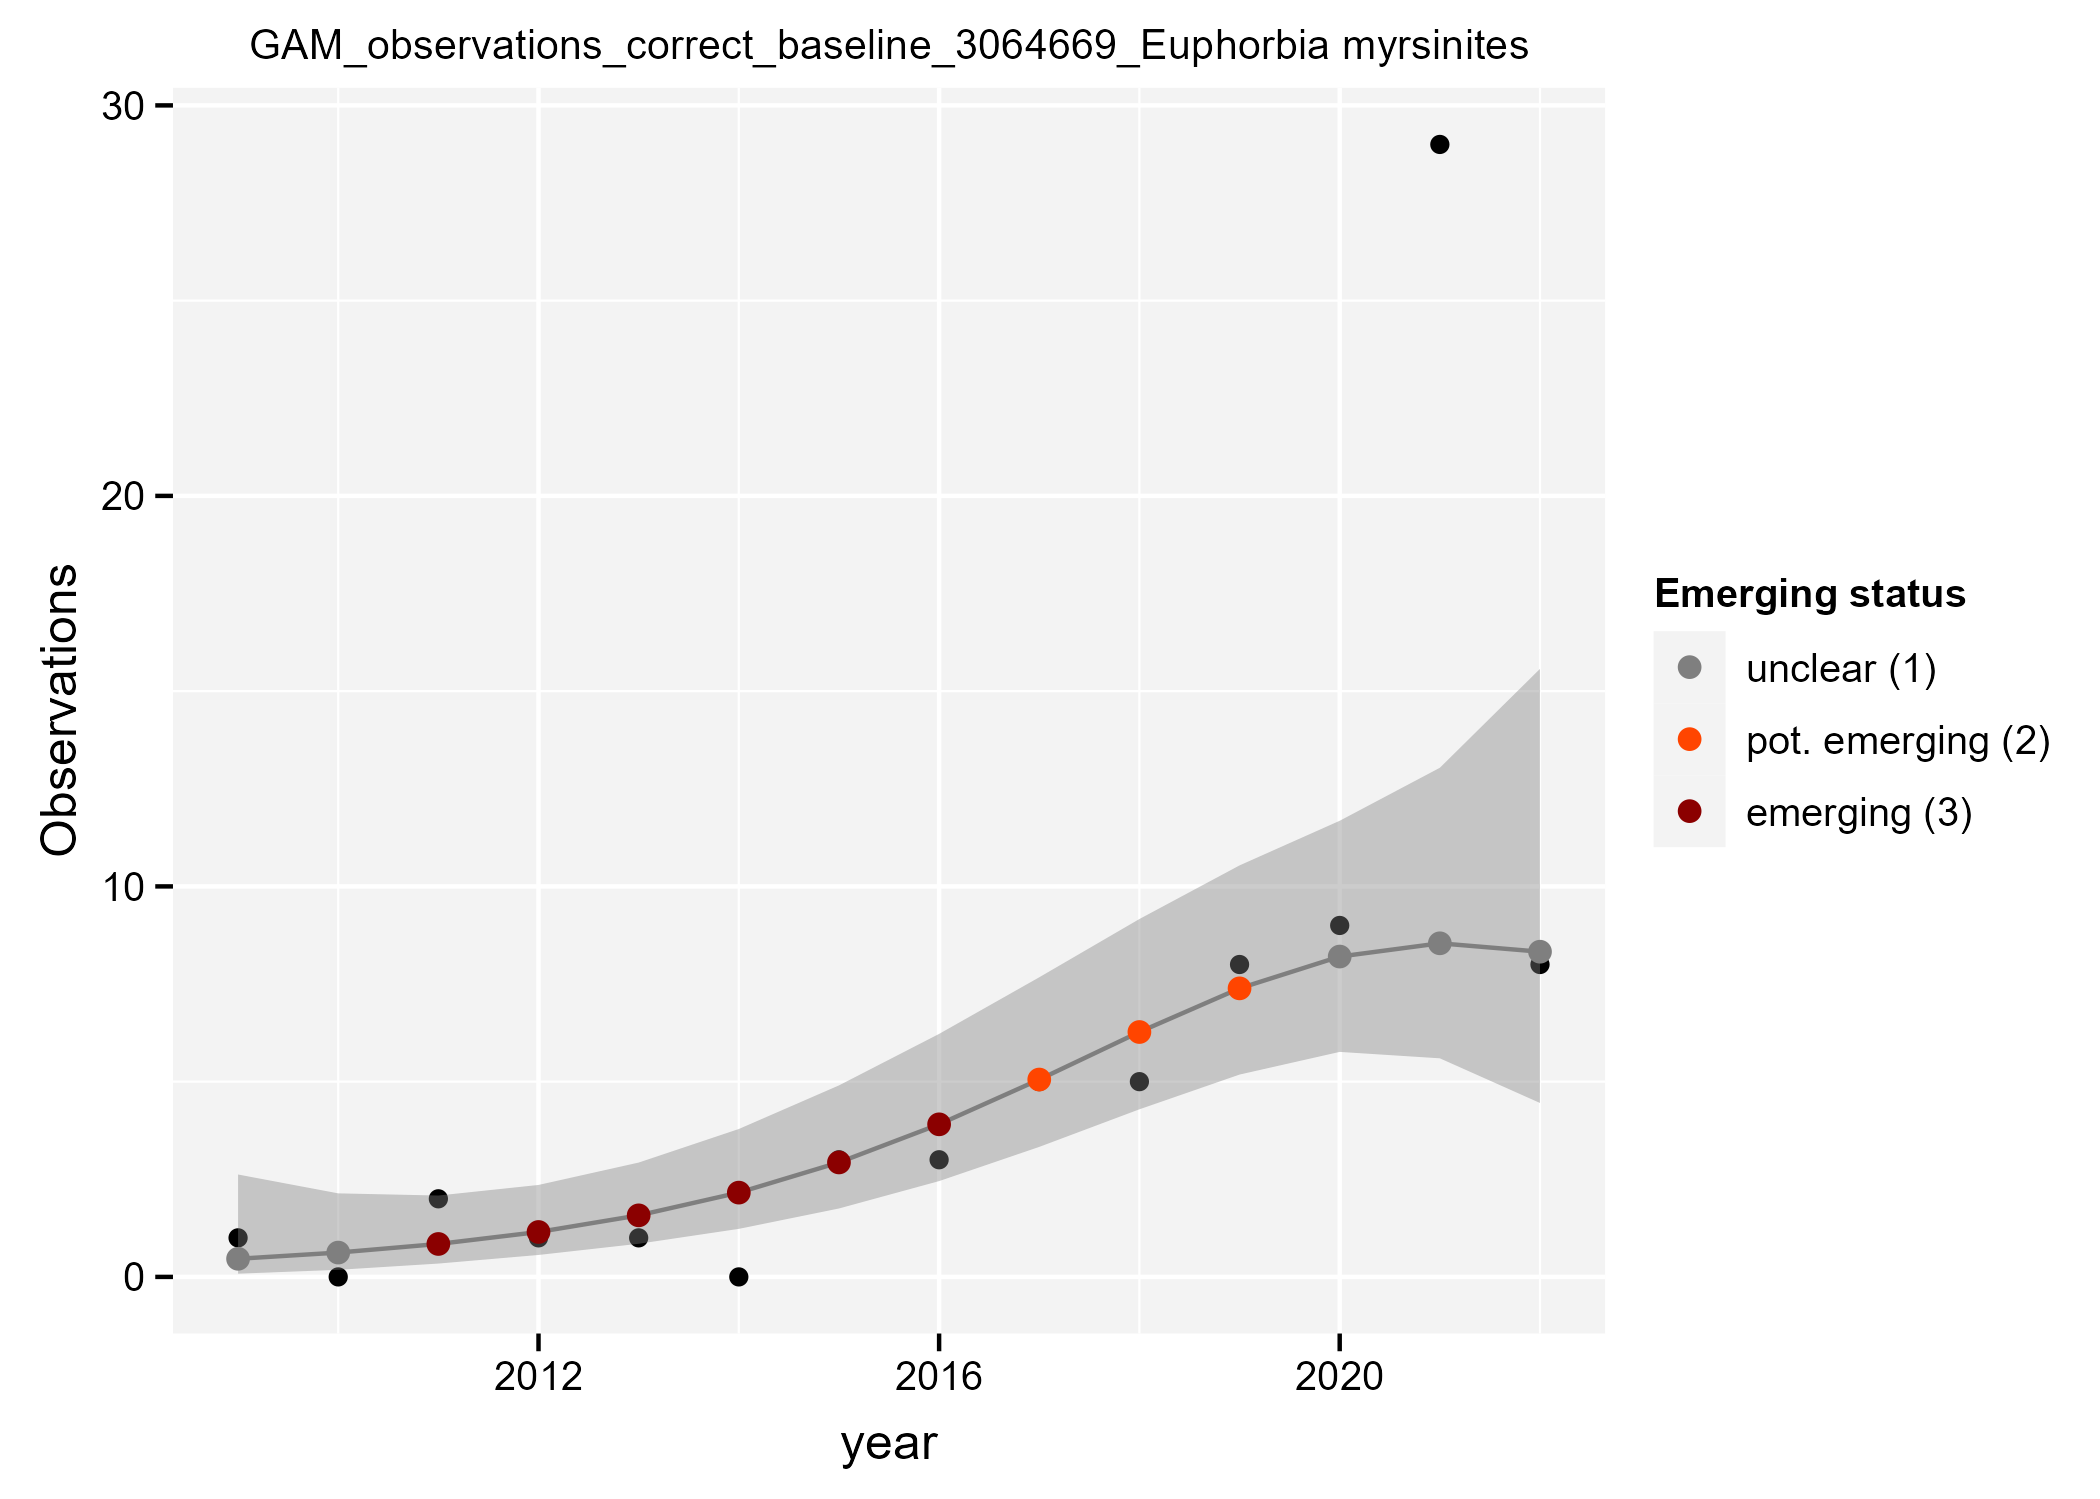 GAM_observations_correct_baseline_3064669_Euphorbia myrsinites
30
20
10
0
Observations
2012
2016
2020
year
Emerging status
unclear (1)
pot. emerging (2)
emerging (3)